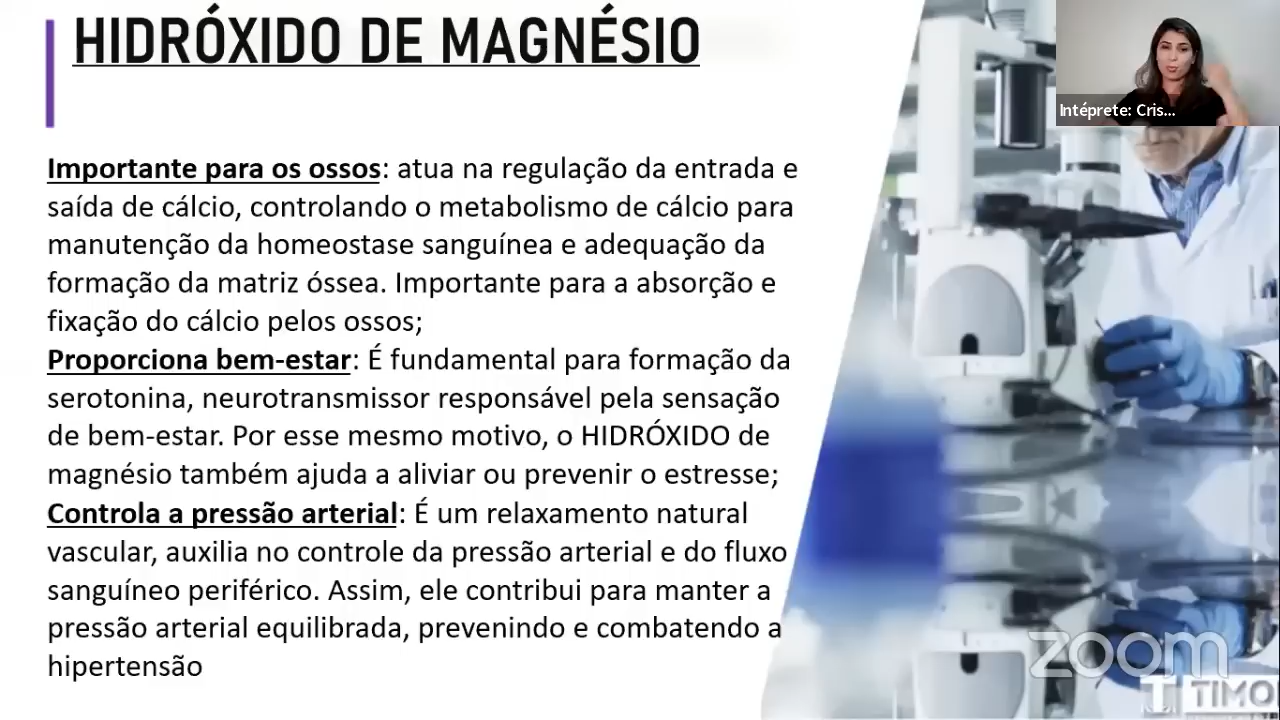 HIDRÓXIDO DE MAGNÉSIO
Intéprete: Cris...
Importante para os ossos: atua na regulação da entrada e
saída de cálcio, controlando o metabolismo de cálcio para
manutenção da homeostase sanguínea e adequação da
formação da matriz óssea. Importante para a absorção e
fixação do cálcio pelos ossos;
Proporciona bem-estar: É fundamental para formação da
serotonina, neurotransmissor responsável pela sensação
de bem-estar. Por esse mesmo motivo, o HIDRÓXIDO de
magnésio também ajuda a aliviar ou prevenir o estresse;
Controla a pressão arterial: É um relaxamento natural
vascular, auxilia no controle da pressão arterial e do fluxo
sanguíneo periférico. Assim, ele contribui para manter a
pressão arterial equilibrada, prevenindo e combatendo a
hipertensão
zoom
TIMO